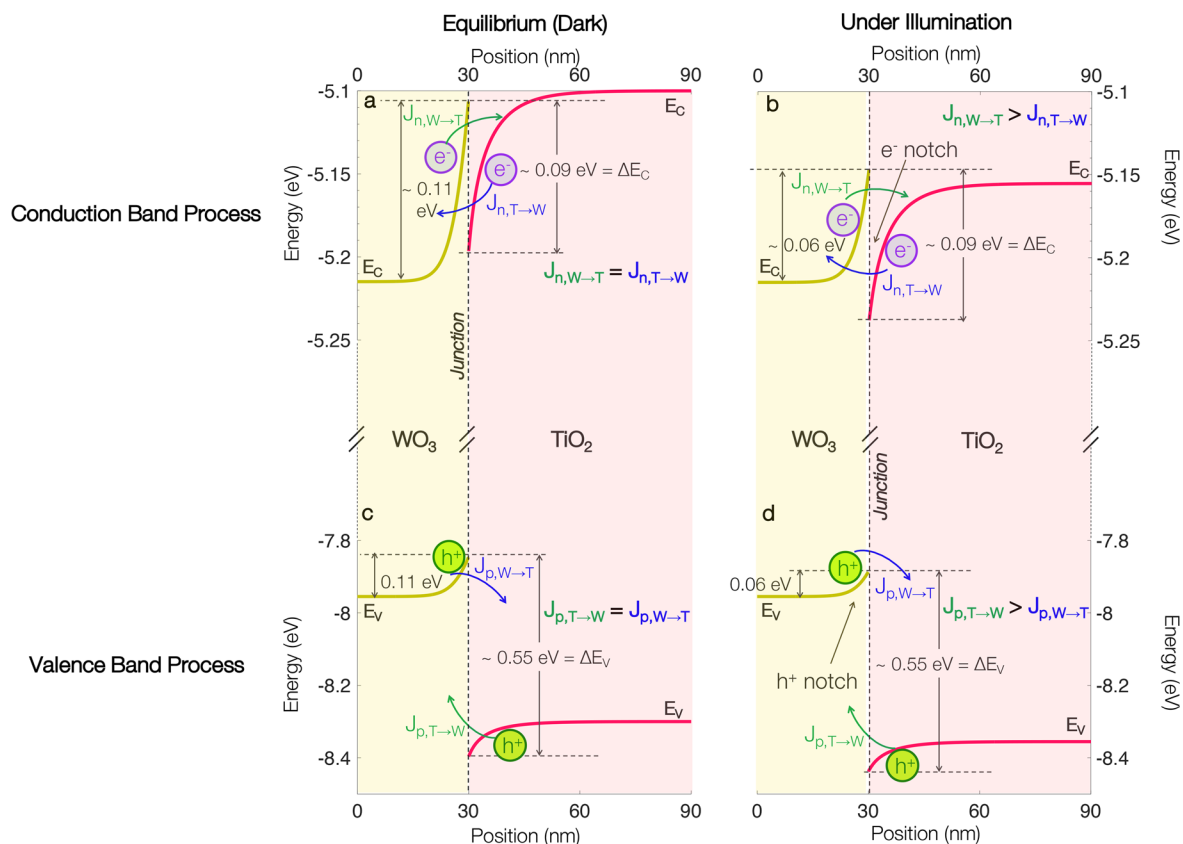 Equilibrium (Dark)
Under Illumination
Position (nm)
Position (nm)
0 30 60 90
0 30 60 90
Conduction Band Process
Energy (eV)
-5.1
-5.15
-5.2
-5.25
a
J_n,W→T
E_C
e⁻
e⁻
~ 0.11
eV
~ 0.09 eV = ΔE_C
J_n,T→W
E_C
J_n,W→T = J_n,T→W
Junction
b
J_n,W→T > J_n,T→W
e⁻ notch
E_C
J_n,W→T
e⁻
~ 0.06 eV
e⁻
~ 0.09 eV = ΔE_C
E_C
J_n,T→W
-5.1
-5.15
-5.2
-5.25
Energy (eV)
WO₃
TiO₂
WO₃
TiO₂
Junction
Valence Band Process
Energy (eV)
-7.8
-8
-8.2
-8.4
c
h⁺
J_p,W→T
0.11 eV
E_V
J_p,T→W = J_p,W→T
~ 0.55 eV = ΔE_V
E_V
J_p,T→W
h⁺
d
h⁺
J_p,W→T
0.06 eV
E_V
J_p,T→W > J_p,W→T
~ 0.55 eV = ΔE_V
h⁺ notch
E_V
J_p,T→W
h⁺
-7.8
-8
-8.2
-8.4
Energy (eV)
0 30 60 90
0 30 60 90
Position (nm)
Position (nm)